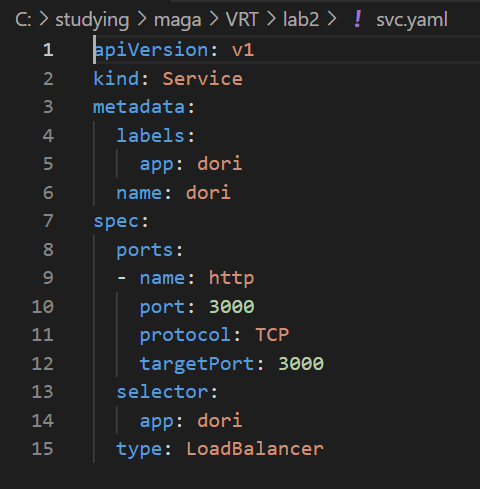 C: > studying > maga > VRT > lab2 > ! svc.yaml
1 apiVersion: v1
2 kind: Service
3 metadata:
4   labels:
5     app: dori
6   name: dori
7 spec:
8   ports:
9   - name: http
10     port: 3000
11     protocol: TCP
12     targetPort: 3000
13   selector:
14     app: dori
15   type: LoadBalancer